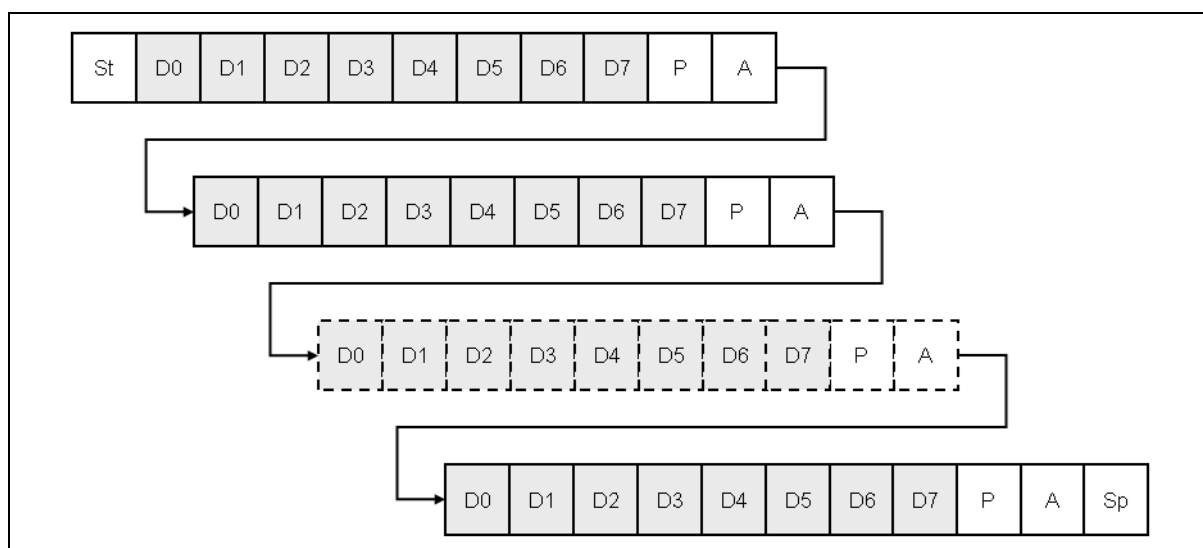 St D0 D1 D2 D3 D4 D5 D6 D7 P A
D0 D1 D2 D3 D4 D5 D6 D7 P A
D0 D1 D2 D3 D4 D5 D6 D7 P A
D0 D1 D2 D3 D4 D5 D6 D7 P A Sp